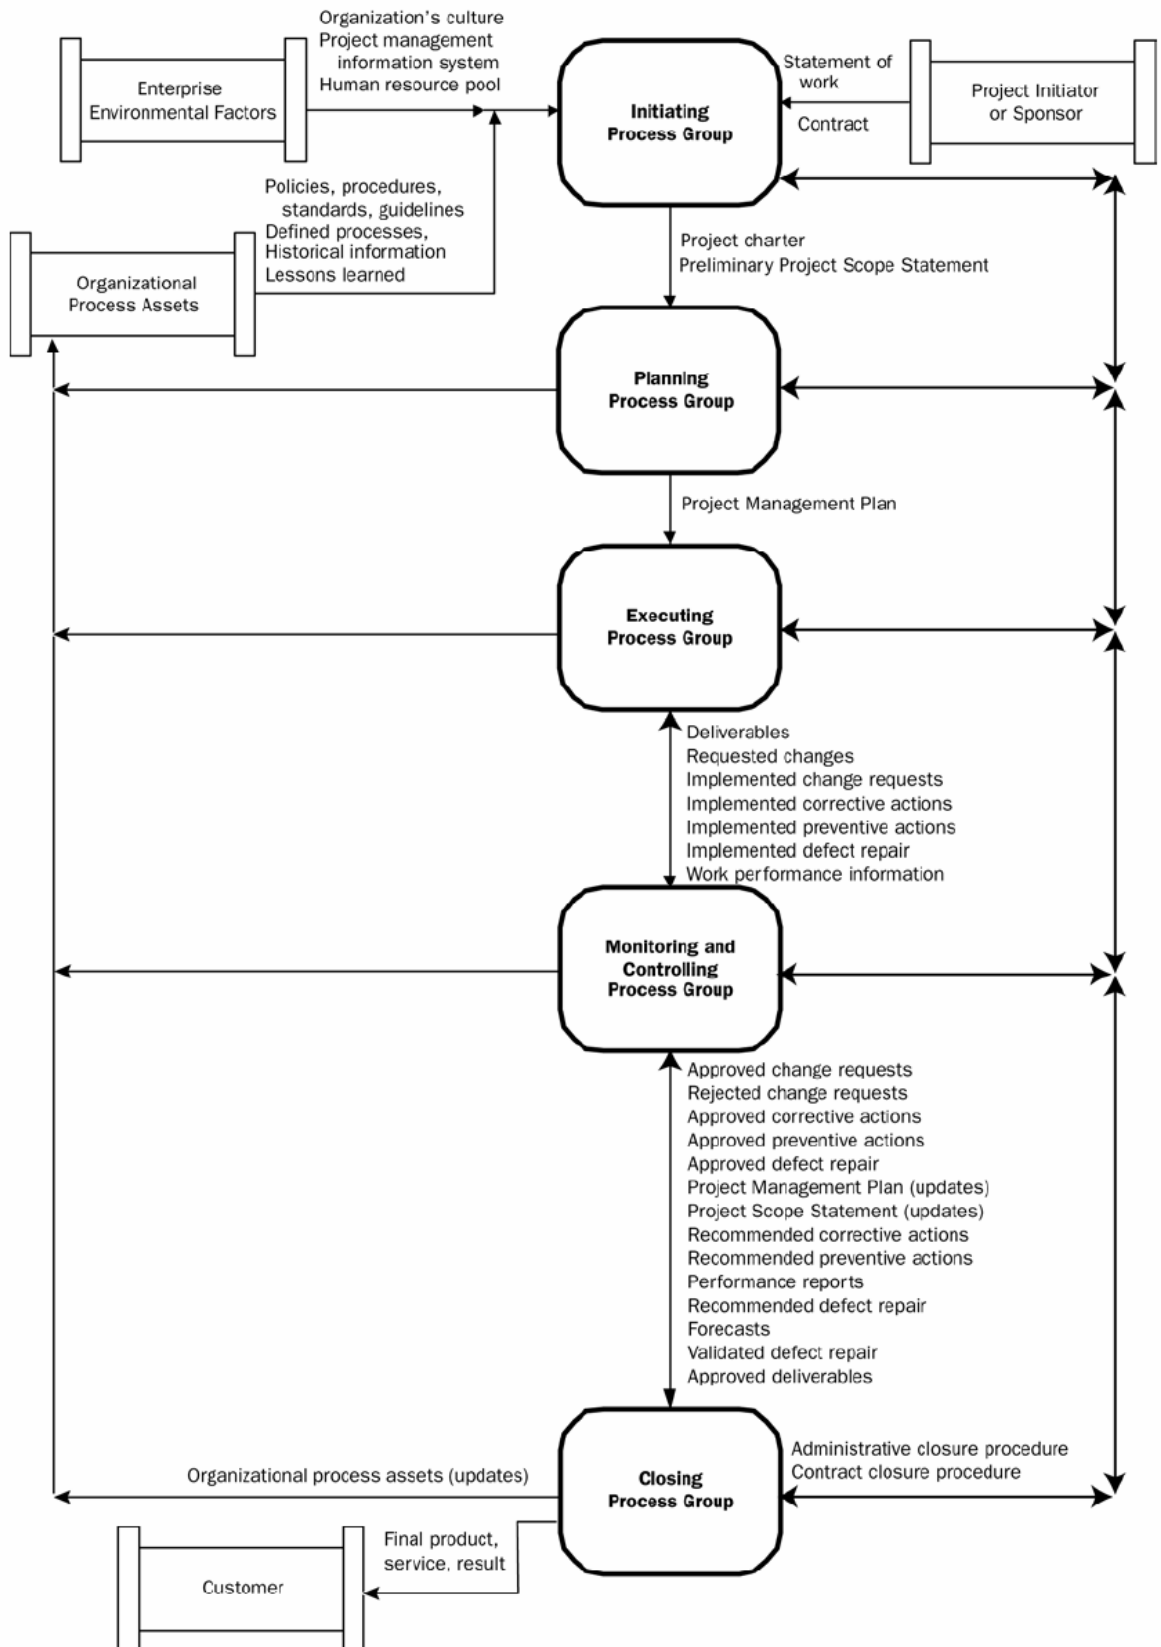 Organization's culture
Project management
information system
Human resource pool
Enterprise
Environmental Factors
Initiating
Process Group
Statement of
work
Contract
Project Initiator
or Sponsor
Policies, procedures,
standards, guidelines
Defined processes,
Historical information
Lessons learned
Organizational
Process Assets
Project charter
Preliminary Project Scope Statement
Planning
Process Group
Project Management Plan
Executing
Process Group
Deliverables
Requested changes
Implemented change requests
Implemented corrective actions
Implemented preventive actions
Implemented defect repair
Work performance information
Monitoring and
Controlling
Process Group
Approved change requests
Rejected change requests
Approved corrective actions
Approved preventive actions
Approved defect repair
Project Management Plan (updates)
Project Scope Statement (updates)
Recommended corrective actions
Recommended preventive actions
Performance reports
Recommended defect repair
Forecasts
Validated defect repair
Approved deliverables
Closing
Process Group
Administrative closure procedure
Contract closure procedure
Organizational process assets (updates)
Final product,
service, result
Customer